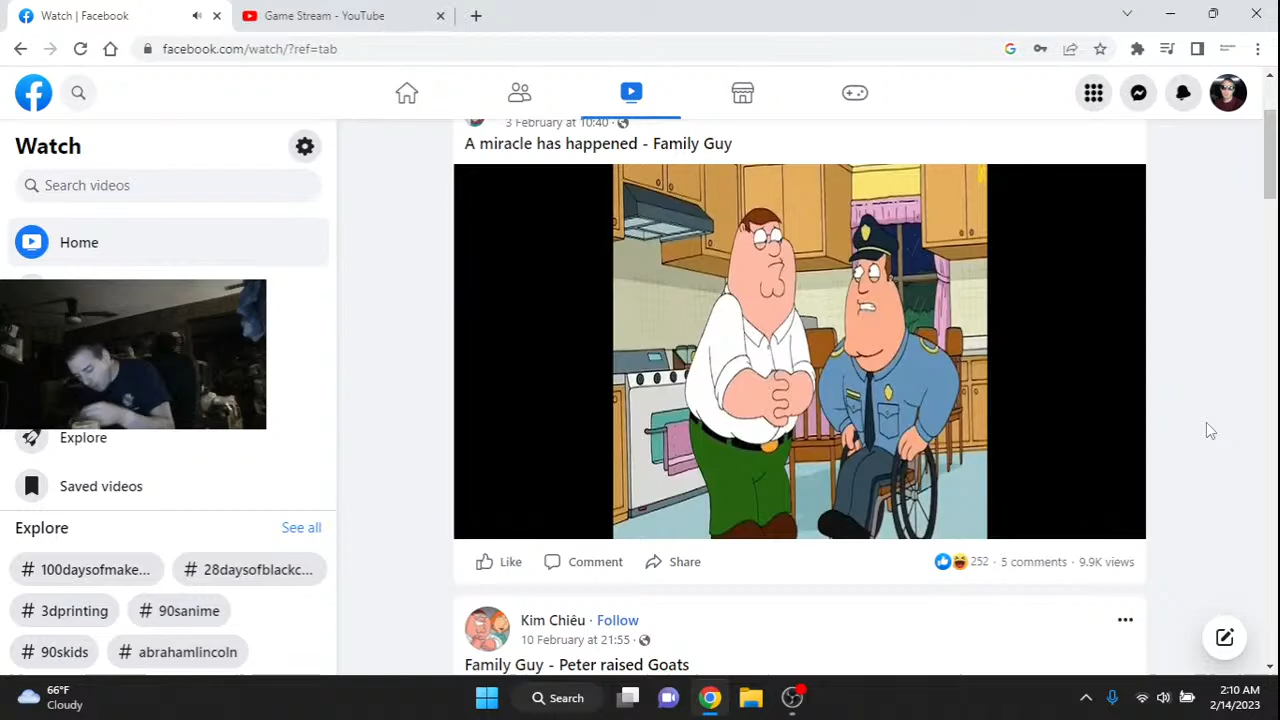 Watch | Facebook
Game Stream - YouTube
facebook.com/watch/?ref=tab
Watch
Search videos
Home
Explore
Saved videos
Explore
See all
# 100daysofmake...
# 28daysofblackc...
# 3dprinting
# 90sanime
# 90skids
# abrahamlincoln
3 February at 10:40 ·
A miracle has happened - Family Guy
Like
Comment
Share
252 · 5 comments · 9.9K views
Kim Chiêu · Follow
10 February at 21:55 ·
Family Guy - Peter raised Goats
66°F
Cloudy
Search
2:10 AM
2/14/2023